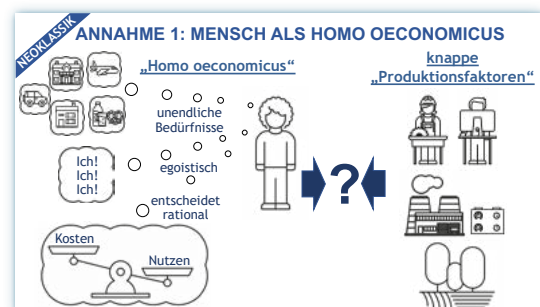 NEOKLASSIK
ANNAHME 1: MENSCH ALS HOMO OECONOMICUS
„Homo oeconomicus“
unendliche
Bedürfnisse
Ich!
Ich!
Ich!
egoistisch
entscheidet
rational
Kosten
Nutzen
?
knappe
„Produktionsfaktoren“